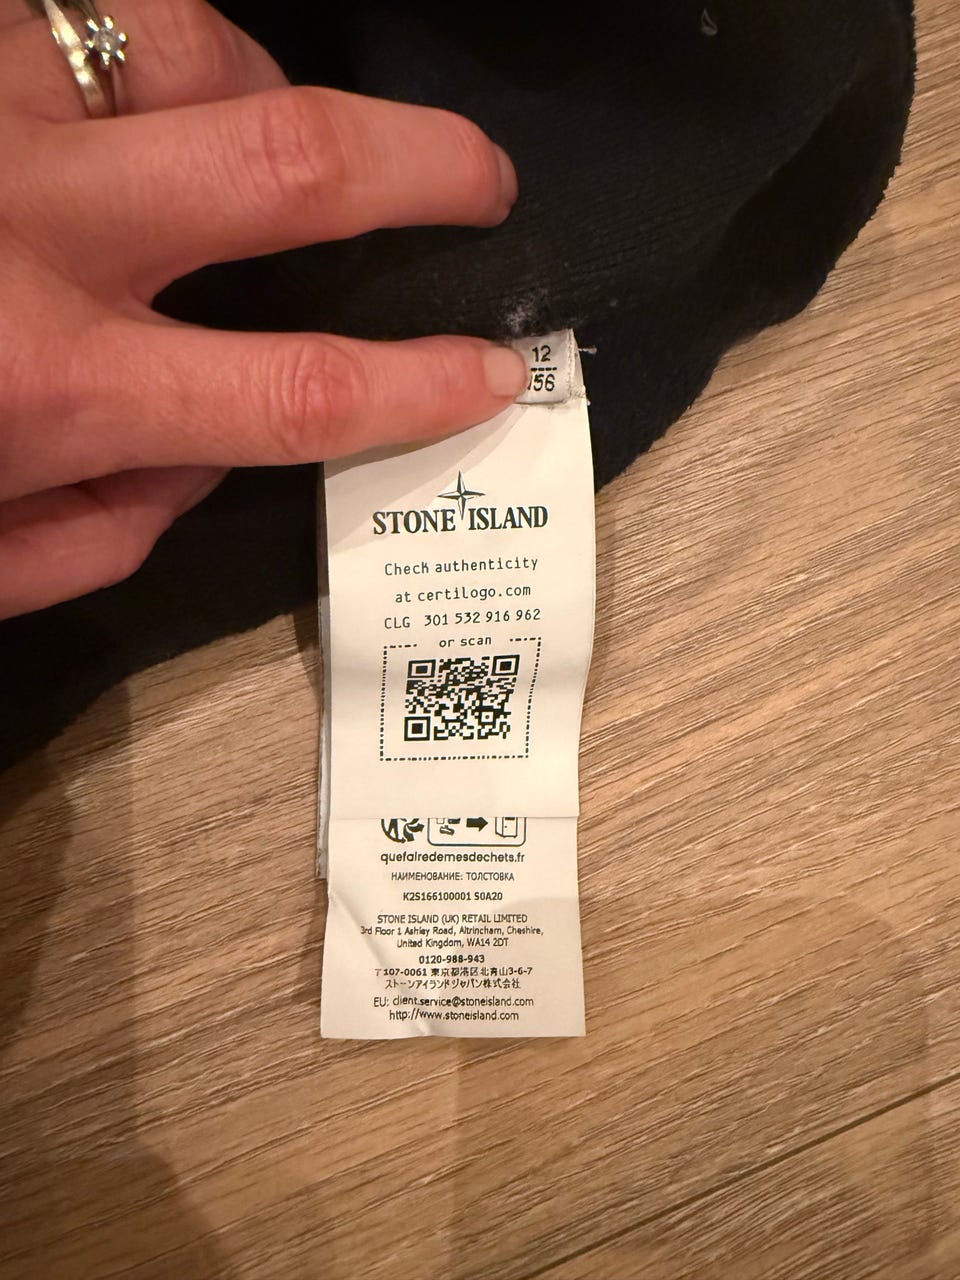 12
56
STONE ISLAND
Check authenticity
at certilogo.com
CLG 301 532 916 962
or scan
quefairedemesdechets.fr
НАИМЕНОВАНИЕ: ТОЛСТОВКА
K2S166100001 S0A20
STONE ISLAND (UK) RETAIL LIMITED
3rd Floor 1 Ashley Road, Altrincham, Cheshire,
United Kingdom, WA14 2DT
0120-988-943
〒107-0061 東京都港区北青山3-6-7
ストーンアイランドジャパン株式会社
EU: client.service@stoneisland.com
http://www.stoneisland.com